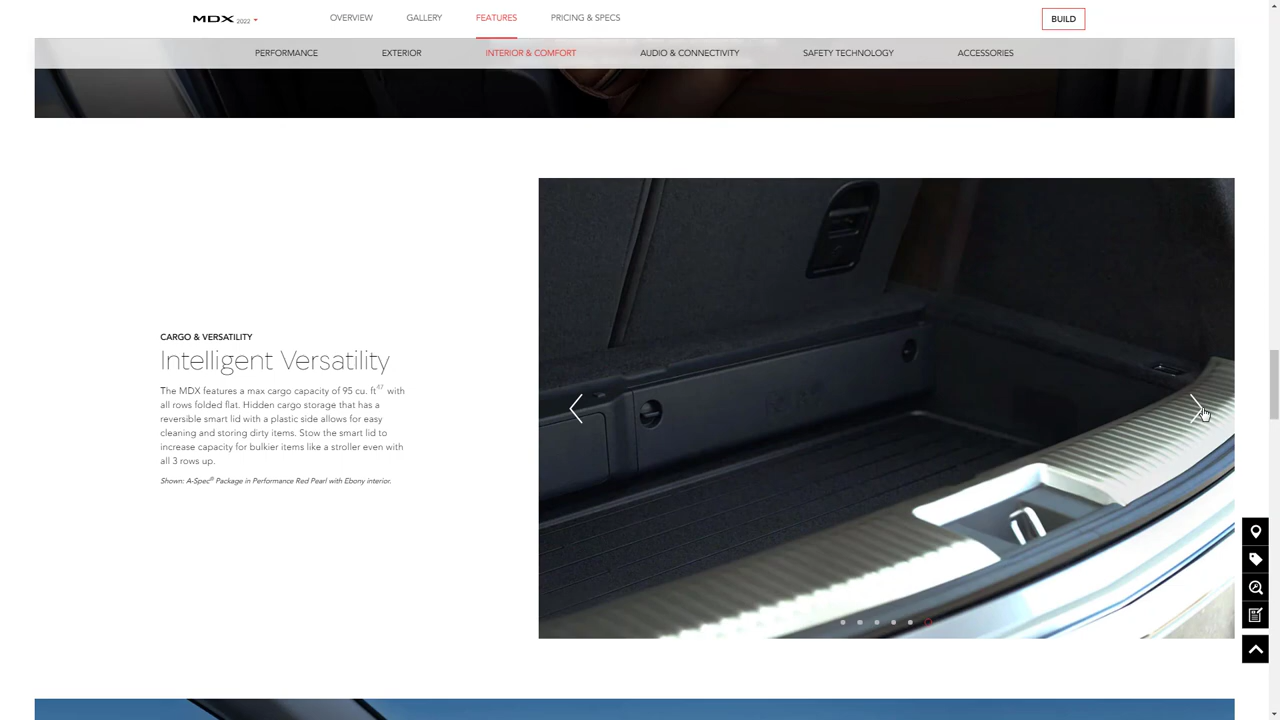 MDX 2022
OVERVIEW
GALLERY
FEATURES
PRICING & SPECS
BUILD
PERFORMANCE
EXTERIOR
INTERIOR & COMFORT
AUDIO & CONNECTIVITY
SAFETY TECHNOLOGY
ACCESSORIES
CARGO & VERSATILITY
Intelligent Versatility
The MDX features a max cargo capacity of 95 cu. ft47 with
all rows folded flat. Hidden cargo storage that has a
reversible smart lid with a plastic side allows for easy
cleaning and storing dirty items. Stow the smart lid to
increase capacity for bulkier items like a stroller even with
all 3 rows up.
Shown: A-Spec® Package in Performance Red Pearl with Ebony interior.